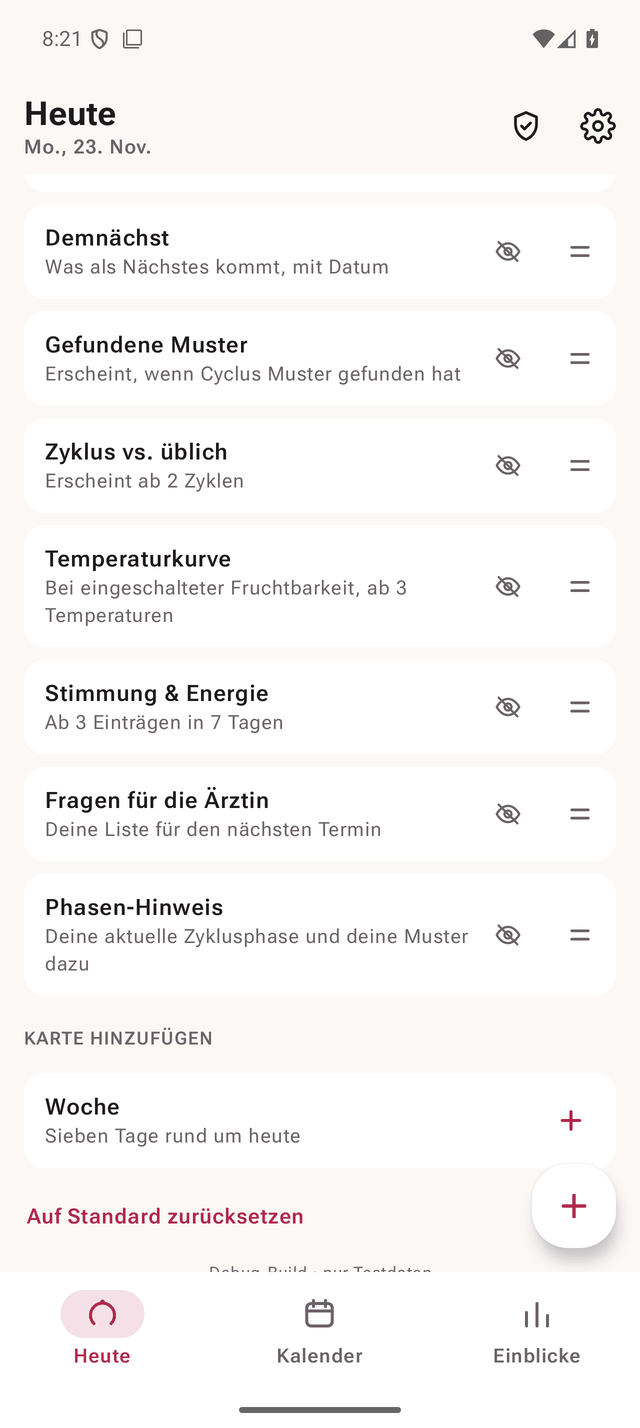 8:21
Heute
Mo., 23. Nov.
Demnächst
Was als Nächstes kommt, mit Datum
Gefundene Muster
Erscheint, wenn Cyclus Muster gefunden hat
Zyklus vs. üblich
Erscheint ab 2 Zyklen
Temperaturkurve
Bei eingeschalteter Fruchtbarkeit, ab 3
Temperaturen
Stimmung & Energie
Ab 3 Einträgen in 7 Tagen
Fragen für die Ärztin
Deine Liste für den nächsten Termin
Phasen-Hinweis
Deine aktuelle Zyklusphase und deine Muster
dazu
KARTE HINZUFÜGEN
Woche
Sieben Tage rund um heute
Auf Standard zurücksetzen
Debug-Build · nur Testdaten
Heute
Kalender
Einblicke